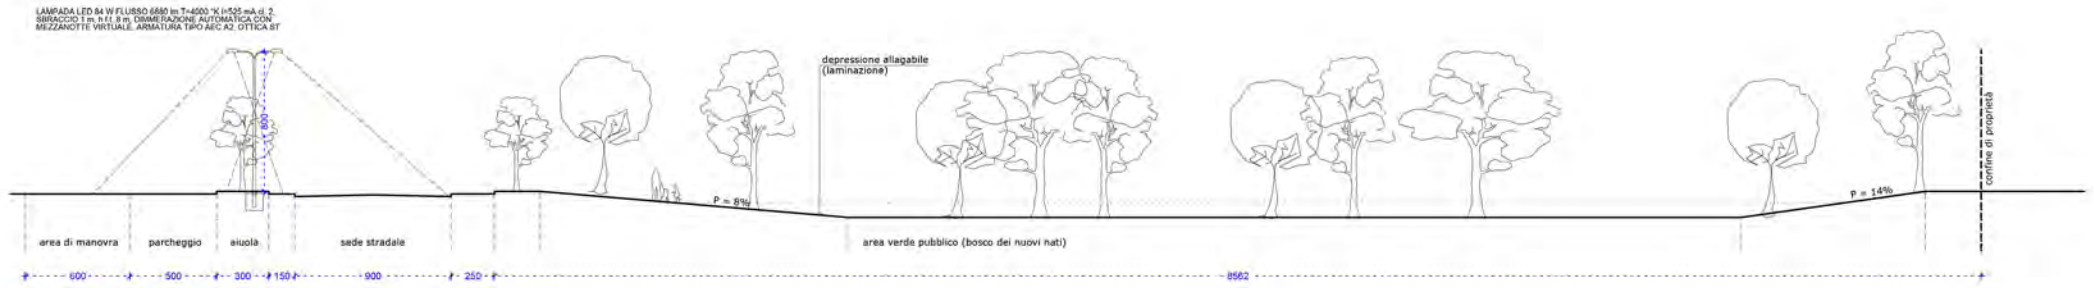 LAMPADA LED 84 W FLUSSO 6880 lm T=4000 °K I=525 mA cl. 2,
SBRACCIO 1 m, h f.t. 8 m, DIMMERAZIONE AUTOMATICA CON
MEZZANOTTE VIRTUALE. ARMATURA TIPO AEC A2, OTTICA ST
800
depressione allagabile
(laminazione)
P = 8%
P = 14%
confine di proprietà
area di manovra
parcheggio
aiuola
sede stradale
area verde pubblico (bosco dei nuovi nati)
600
500
300
150
900
250
8562